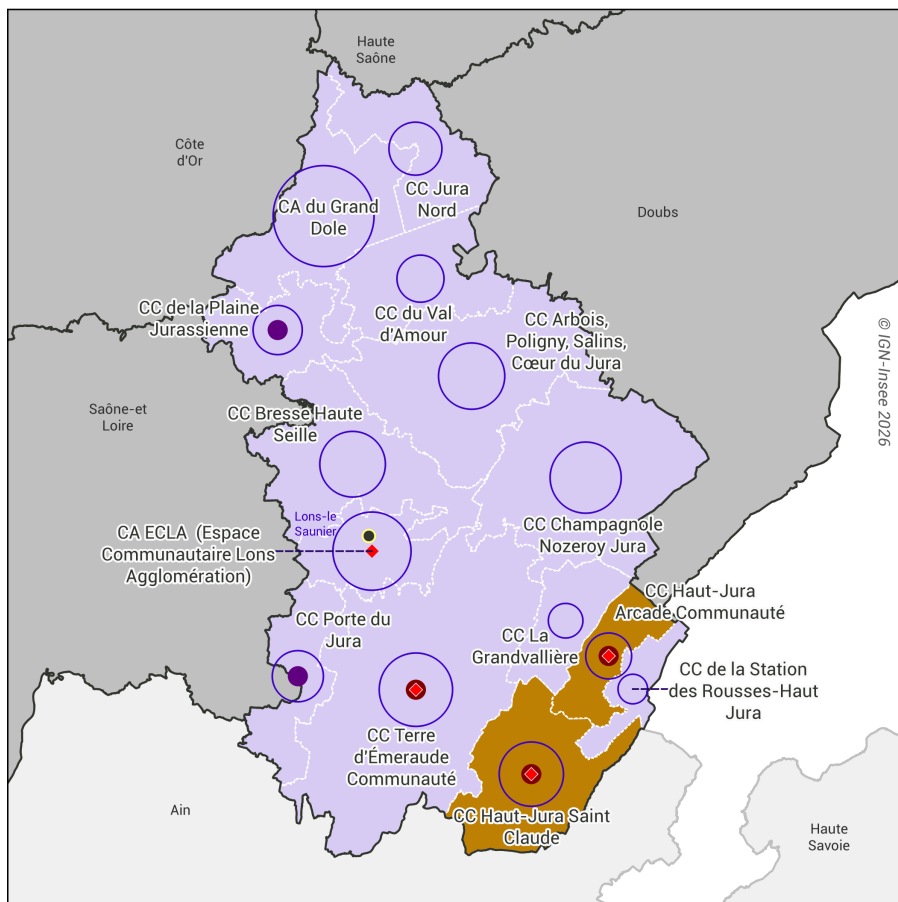 Haute
Saône
Côte
d'Or
CC Jura
Nord
CA du Grand
Dole
Doubs
CC de la Plaine
Jurassienne
CC du Val
d'Amour
CC Arbois,
Poligny, Salins,
Cœur du Jura
© IGN-Insee 2026
Saône-et
Loire
CC Bresse Haute
Seille
Lons-le
Saunier
CA ECLA  (Espace
Communautaire Lons
Agglomération)
CC Champagnole
Nozeroy Jura
CC Haut-Jura
Arcade Communauté
CC Porte du
Jura
CC La
Grandvallière
CC de la Station
des Rousses-Haut
Jura
CC Terre
d'Émeraude
Communauté
Ain
CC Haut-Jura Saint
Claude
Haute
Savoie